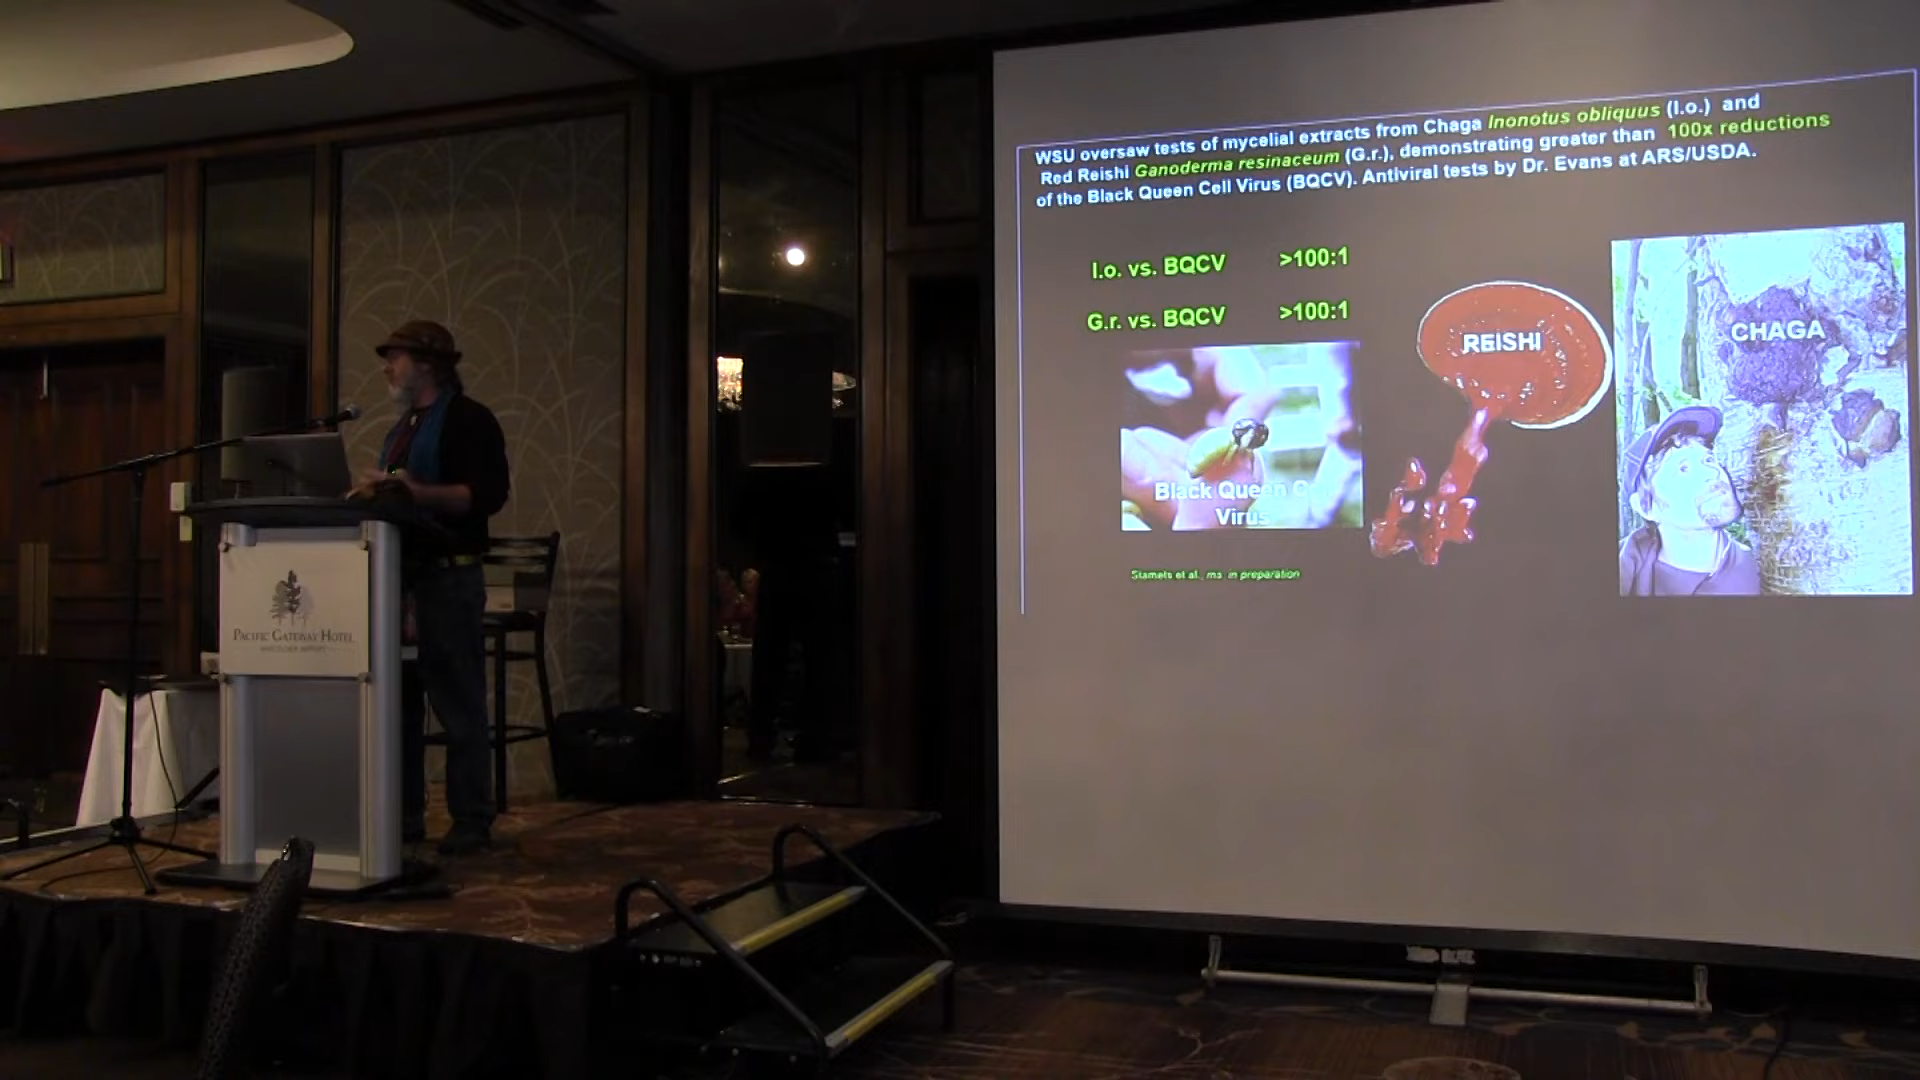 WSU oversaw tests of mycelial extracts from Chaga Inonotus obliquus (I.o.) and
Red Reishi Ganoderma resinaceum (G.r.), demonstrating greater than 100x reductions
of the Black Queen Cell Virus (BQCV). Antiviral tests by Dr. Evans at ARS/USDA.
I.o. vs. BQCV >100:1
G.r. vs. BQCV >100:1
REISHI
CHAGA
Black Queen C
Virus
Stamets et al., ms in preparation
PACIFIC GATEWAY HOTEL